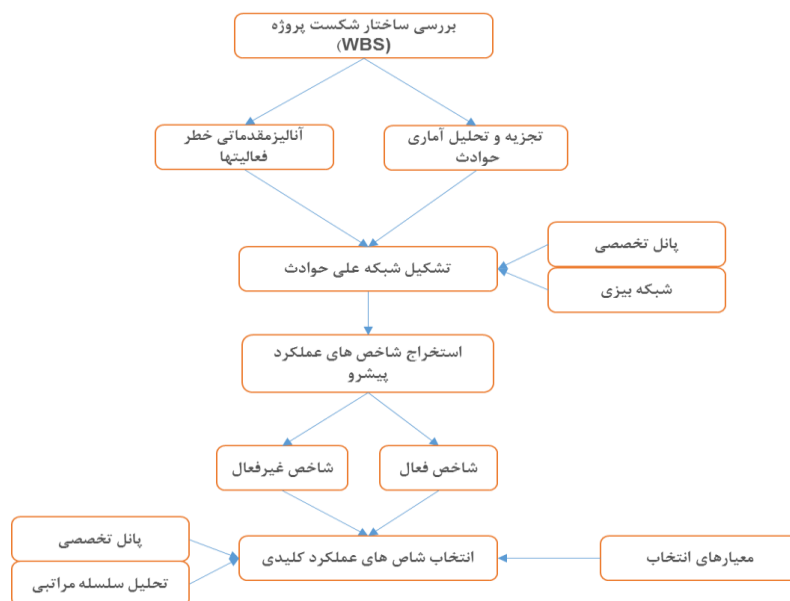 بررسی ساختار شکست پروژه
(WBS)
آنالیزمقدماتی خطر
فعالیتها
تجزیه و تحلیل آماری
حوادث
پانل تخصصی
تشکیل شبکه علی حوادث
شبکه بیزی
استخراج شاخص های عملکرد
پیشرو
شاخص غیرفعال
شاخص فعال
پانل تخصصی
انتخاب شاص های عملکرد کلیدی
معیارهای انتخاب
تحلیل سلسله مراتبی